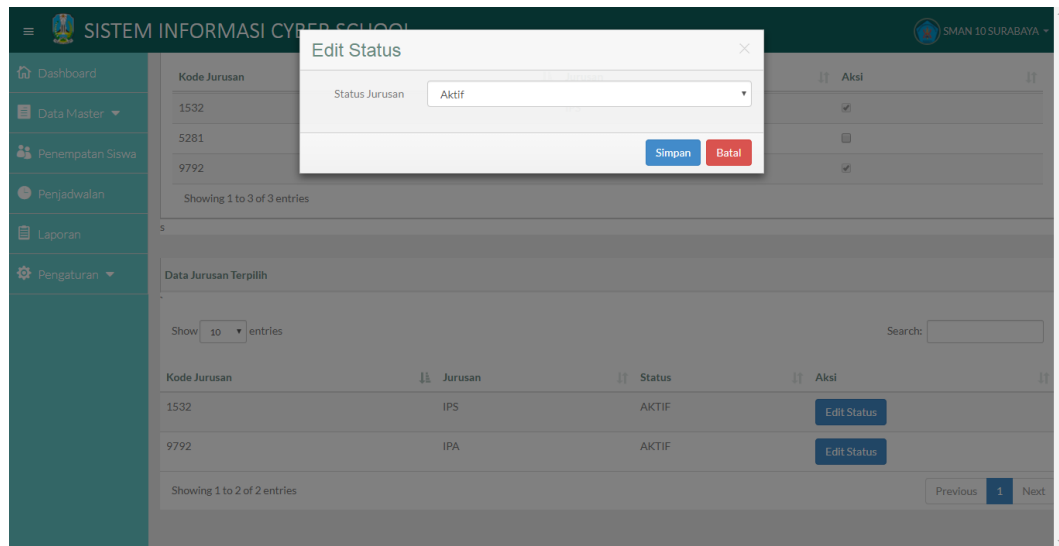 SISTEM INFORMASI CYBER SCHOOL
SMAN 10 SURABAYA
Edit Status
×
Status Jurusan Aktif
Simpan Batal
Dashboard
Data Master
Penempatan Siswa
Penjadwalan
Laporan
Pengaturan
Kode Jurusan Jurusan Aksi
1532
5281
9792
Showing 1 to 3 of 3 entries
s
Data Jurusan Terpilih
Show 10 entries Search:
Kode Jurusan Jurusan Status Aksi
1532 IPS AKTIF Edit Status
9792 IPA AKTIF Edit Status
Showing 1 to 2 of 2 entries Previous 1 Next